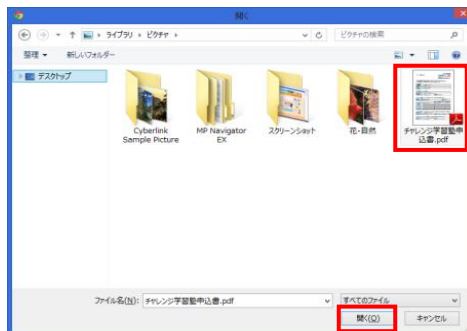 開く
ライブラリ ▸ ピクチャ ▸
ピクチャの検索
整理 ▼ 新しいフォルダー
デスクトップ
Cyberlink
Sample Picture
MP Navigator
EX
スクリーンショット
花・自然
チャレンジ学習塾申
込書.pdf
ファイル名(N): チャレンジ学習塾申込書.pdf
すべてのファイル
開く(O) キャンセル